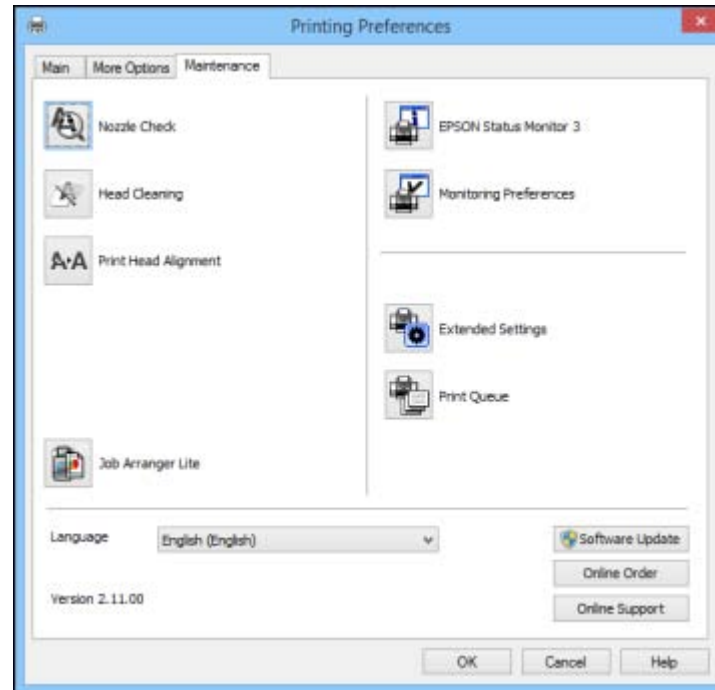 Printing Preferences
Main More Options Maintenance
Nozzle Check
EPSON Status Monitor 3
Head Cleaning
Monitoring Preferences
Print Head Alignment
Extended Settings
Print Queue
Job Arranger Lite
Language English (English)
Software Update
Online Order
Version 2.11.00
Online Support
OK Cancel Help